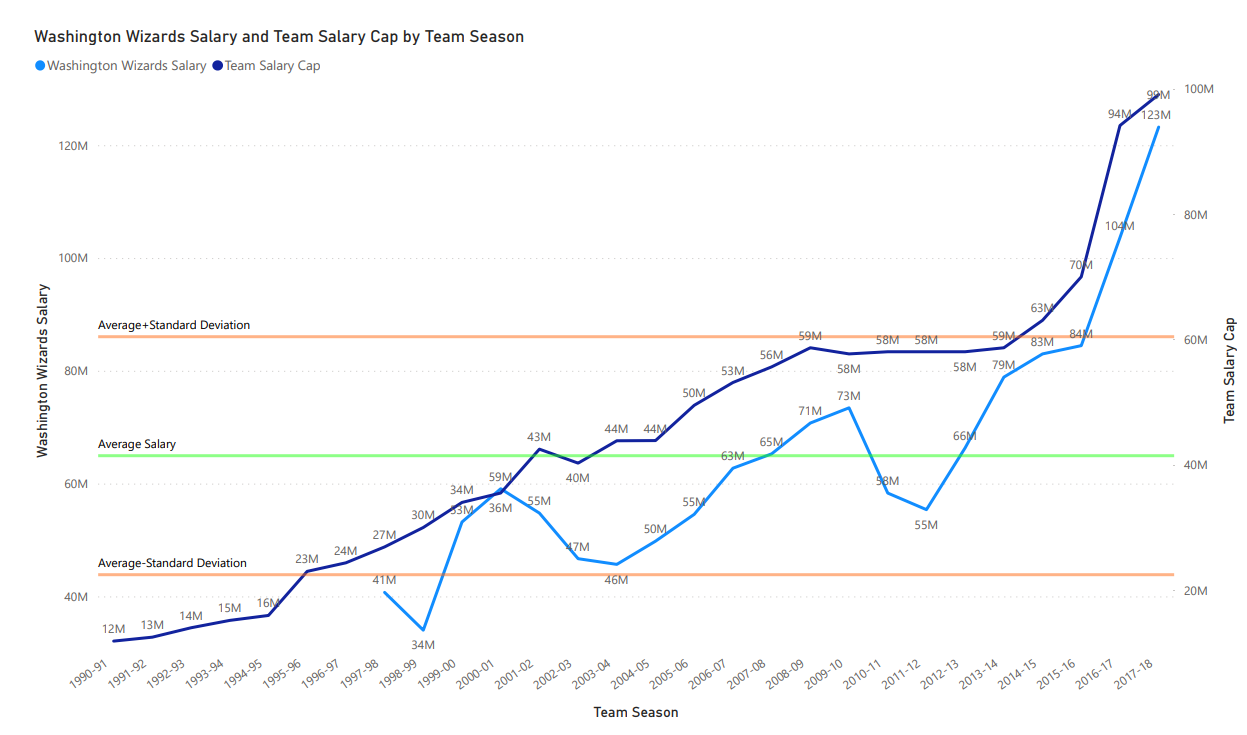 Washington Wizards Salary and Team Salary Cap by Team Season
Washington Wizards Salary Team Salary Cap
Washington Wizards Salary
120M
100M
80M
60M
40M
Average+Standard Deviation
Average Salary
Average-Standard Deviation
12M
13M
14M
15M
16M
23M
24M
27M
30M
34M
36M
43M
40M
44M
44M
50M
53M
56M
59M
58M
58M
58M
58M
59M
63M
70M
94M
99M
41M
34M
53M
59M
55M
47M
46M
50M
55M
63M
65M
71M
73M
58M
55M
66M
79M
83M
84M
104M
123M
100M
80M
60M
40M
20M
Team Salary Cap
1990-91
1991-92
1992-93
1993-94
1994-95
1995-96
1996-97
1997-98
1998-99
1999-00
2000-01
2001-02
2002-03
2003-04
2004-05
2005-06
2006-07
2007-08
2008-09
2009-10
2010-11
2011-12
2012-13
2013-14
2014-15
2015-16
2016-17
2017-18
Team Season